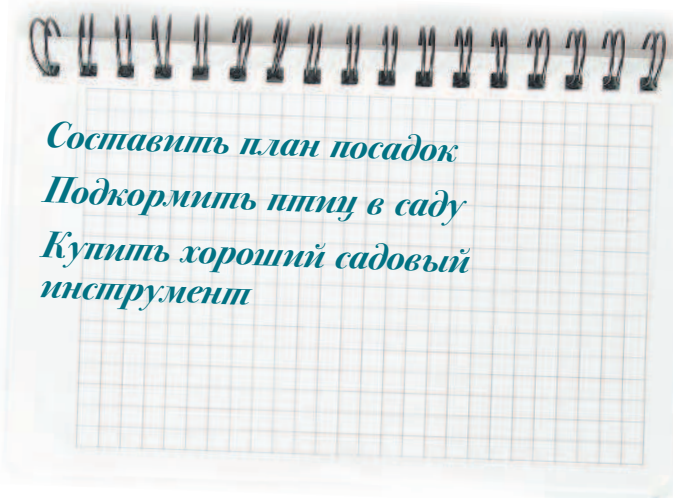 Составить план посадок
Подкормить птиц в саду
Купить хороший садовый
инструмент